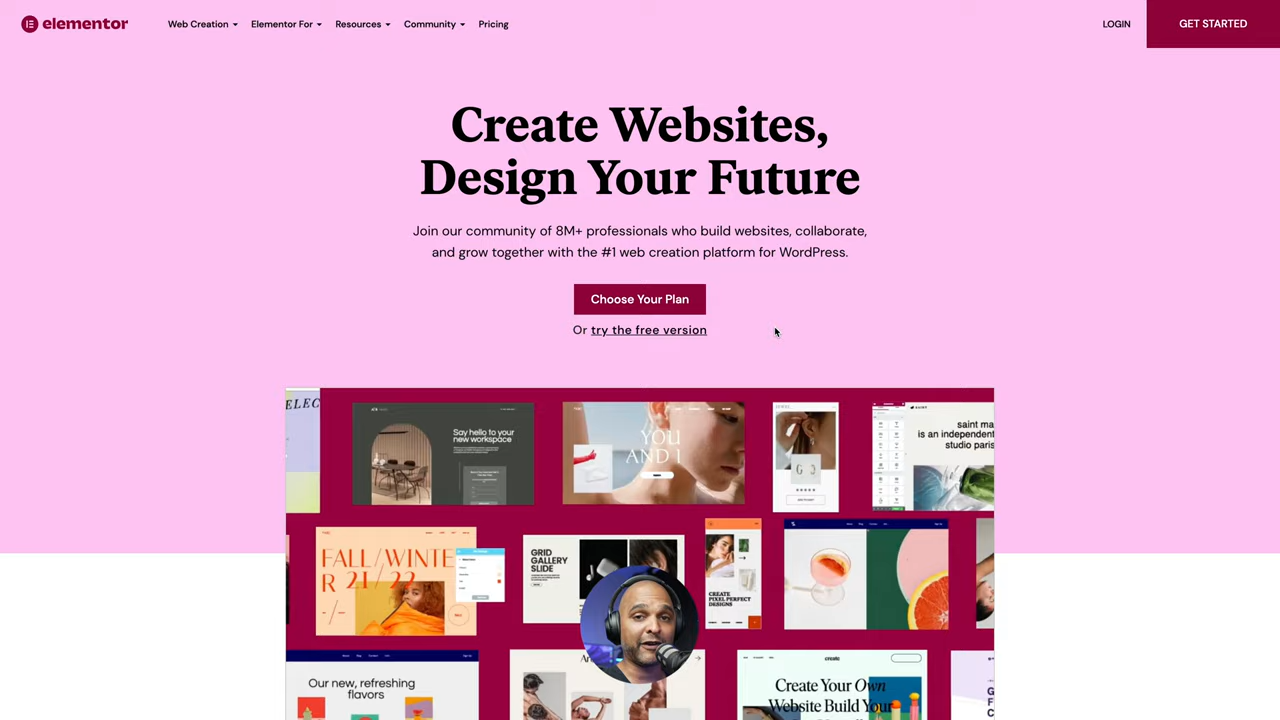 elementor
Web Creation
Elementor For
Resources
Community
Pricing
LOGIN
GET STARTED
Create Websites,
Design Your Future
Join our community of 8M+ professionals who build websites, collaborate,
and grow together with the #1 web creation platform for WordPress.
Choose Your Plan
Or try the free version
ELEC
Say hello to your
new workspace
YOU
AND I
saint ma
is an independent
studio paris
FALL/WINTE
R 21/22
GRID
GALLERY
SLIDE
CREATE
PIXEL PERFECT
DESIGNS
Our new, refreshing
flavors
create
Create Your Own
Website Build Your